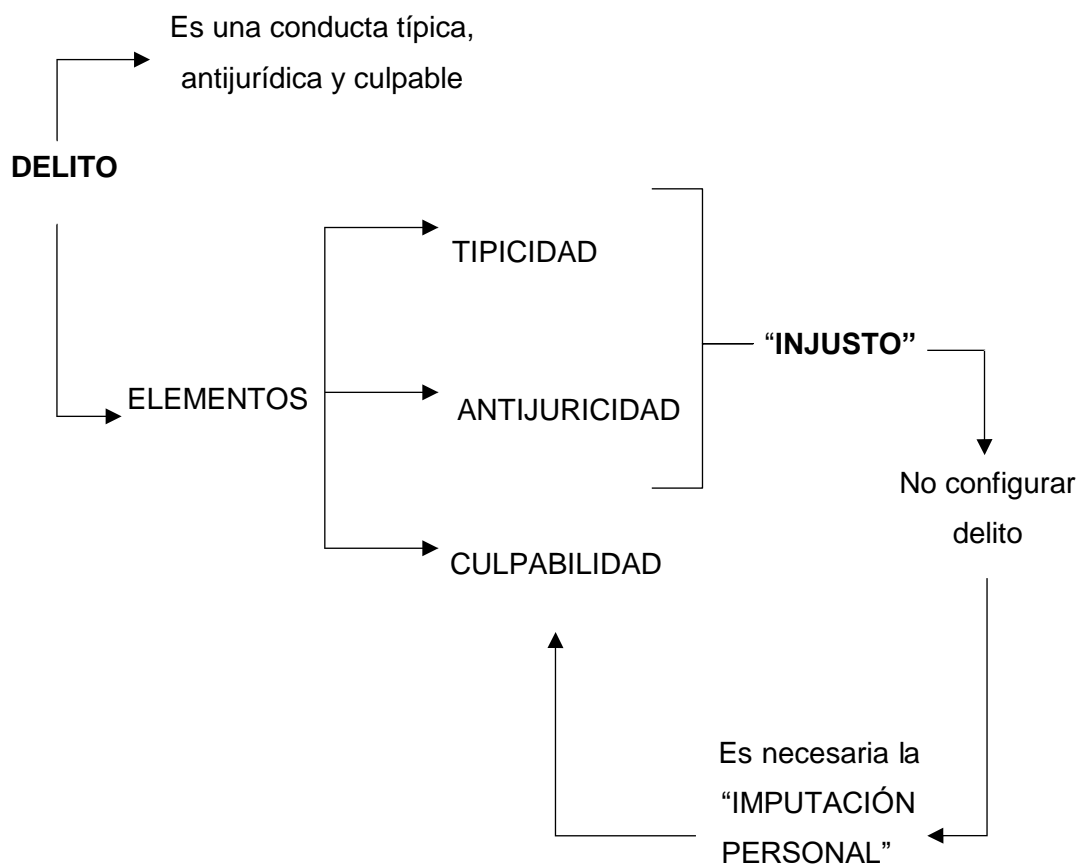 Es una conducta típica,
antijurídica y culpable
DELITO
TIPICIDAD
“INJUSTO”
ELEMENTOS
ANTIJURICIDAD
No configurar
delito
CULPABILIDAD
Es necesaria la
“IMPUTACIÓN
PERSONAL”